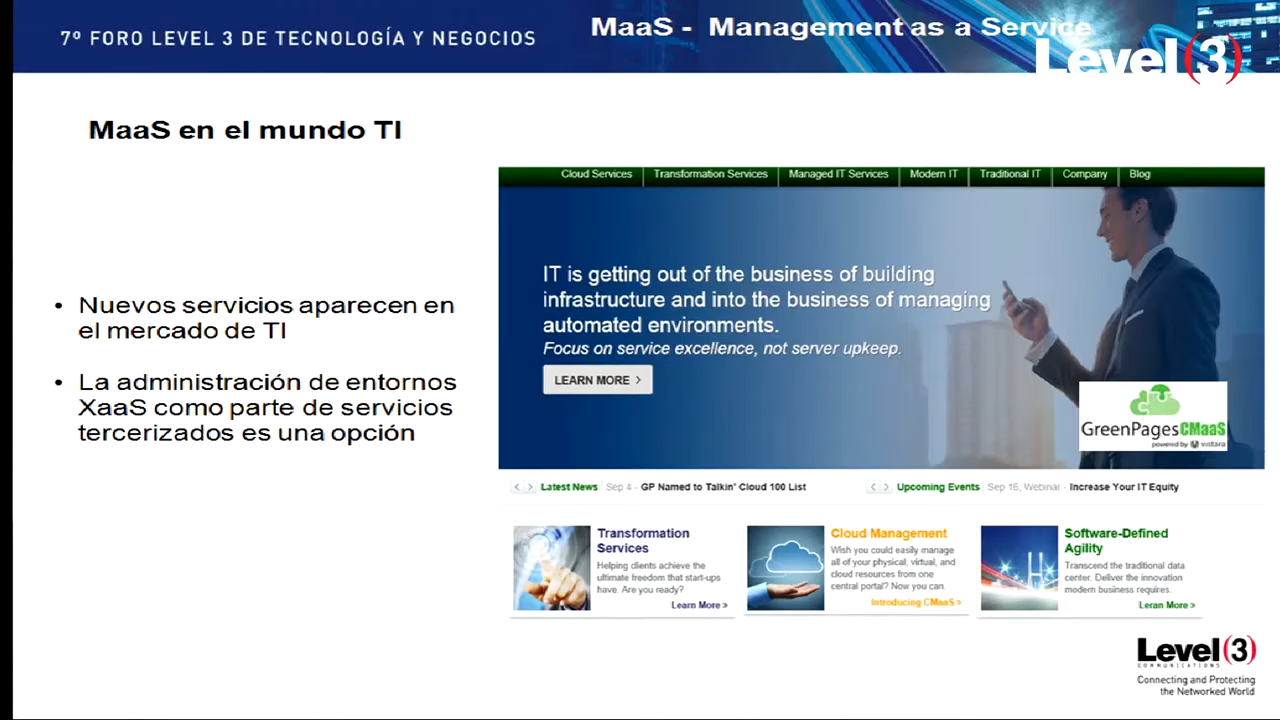 7º FORO LEVEL 3 DE TECNOLOGÍA Y NEGOCIOS
MaaS - Management as a Service
Level (3)
MaaS en el mundo TI
• Nuevos servicios aparecen en
el mercado de TI
• La administración de entornos
XaaS como parte de servicios
tercerizados es una opción
Cloud Services
Transformation Services
Managed IT Services
Modern IT
Traditional IT
Company
Blog
IT is getting out of the business of building
infrastructure and into the business of managing
automated environments.
Focus on service excellence, not server upkeep.
LEARN MORE >
GreenPagesCMaaS
powered by vistara
< > Latest News Sep 4 - GP Named to Talkin' Cloud 100 List
< > Upcoming Events Sep 16, Webinar - Increase Your IT Equity
Transformation
Services
Helping clients achieve the
ultimate freedom that start-ups
have. Are you ready?
Learn More >
Cloud Management
Wish you could easily manage
all of your physical, virtual, and
cloud resources from one
central portal? Now you can.
Introducing CMaaS >
Software-Defined
Agility
Transcend the traditional data
center. Deliver the innovation
modern business requires.
Leran More >
Level (3)
COMMUNICATIONS
Connecting and Protecting
the Networked World